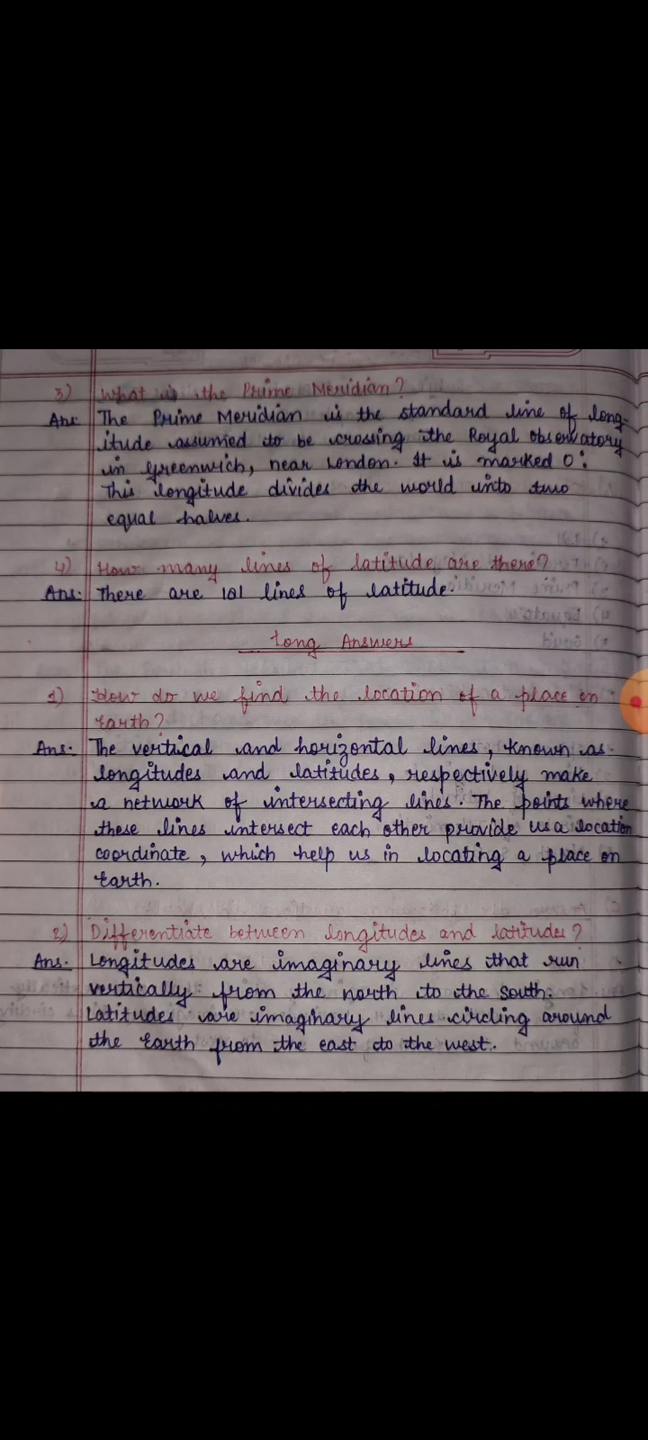 3) What is the Prime Meridian?
Ans: The Prime Meridian is the standard line of long-
itude assumied to be crossing the Royal Observatory
in Greenwich, near London. It is marked 0°.
This longitude divides the world into two
equal halves.
4) How many lines of latitude are there?
Ans: There are 181 lines of latitude.
Long Answers
1) How do we find the location of a place on
Earth?
Ans: The vertical and horizontal lines, known as
longitudes and latitudes, respectively make
a network of intersecting lines. The points where
these lines intersect each other provide us a location
coordinate, which help us in locating a place on
Earth.
2) Differentiate between longitudes and latitudes?
Ans. Longitudes are imaginary lines that run
vertically from the north to the south.
Latitudes are imaginary lines circling around
the Earth from the east to the west.